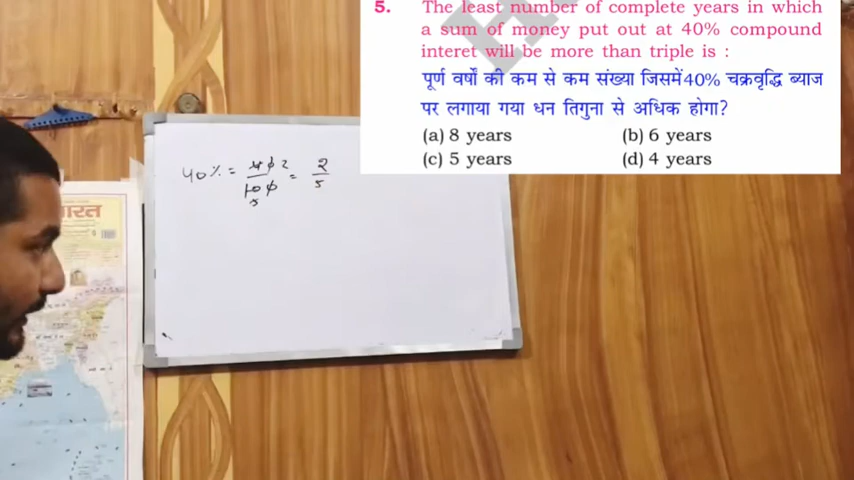 5. The least number of complete years in which
a sum of money put out at 40% compound
interet will be more than triple is :
पूर्ण वर्षों की कम से कम संख्या जिसमें 40% चक्रवृद्धि ब्याज
पर लगाया गया धन तिगुना से अधिक होगा?
(a) 8 years (b) 6 years
(c) 5 years (d) 4 years
40% = 40 2 / 100 5 = 2/5
भारत